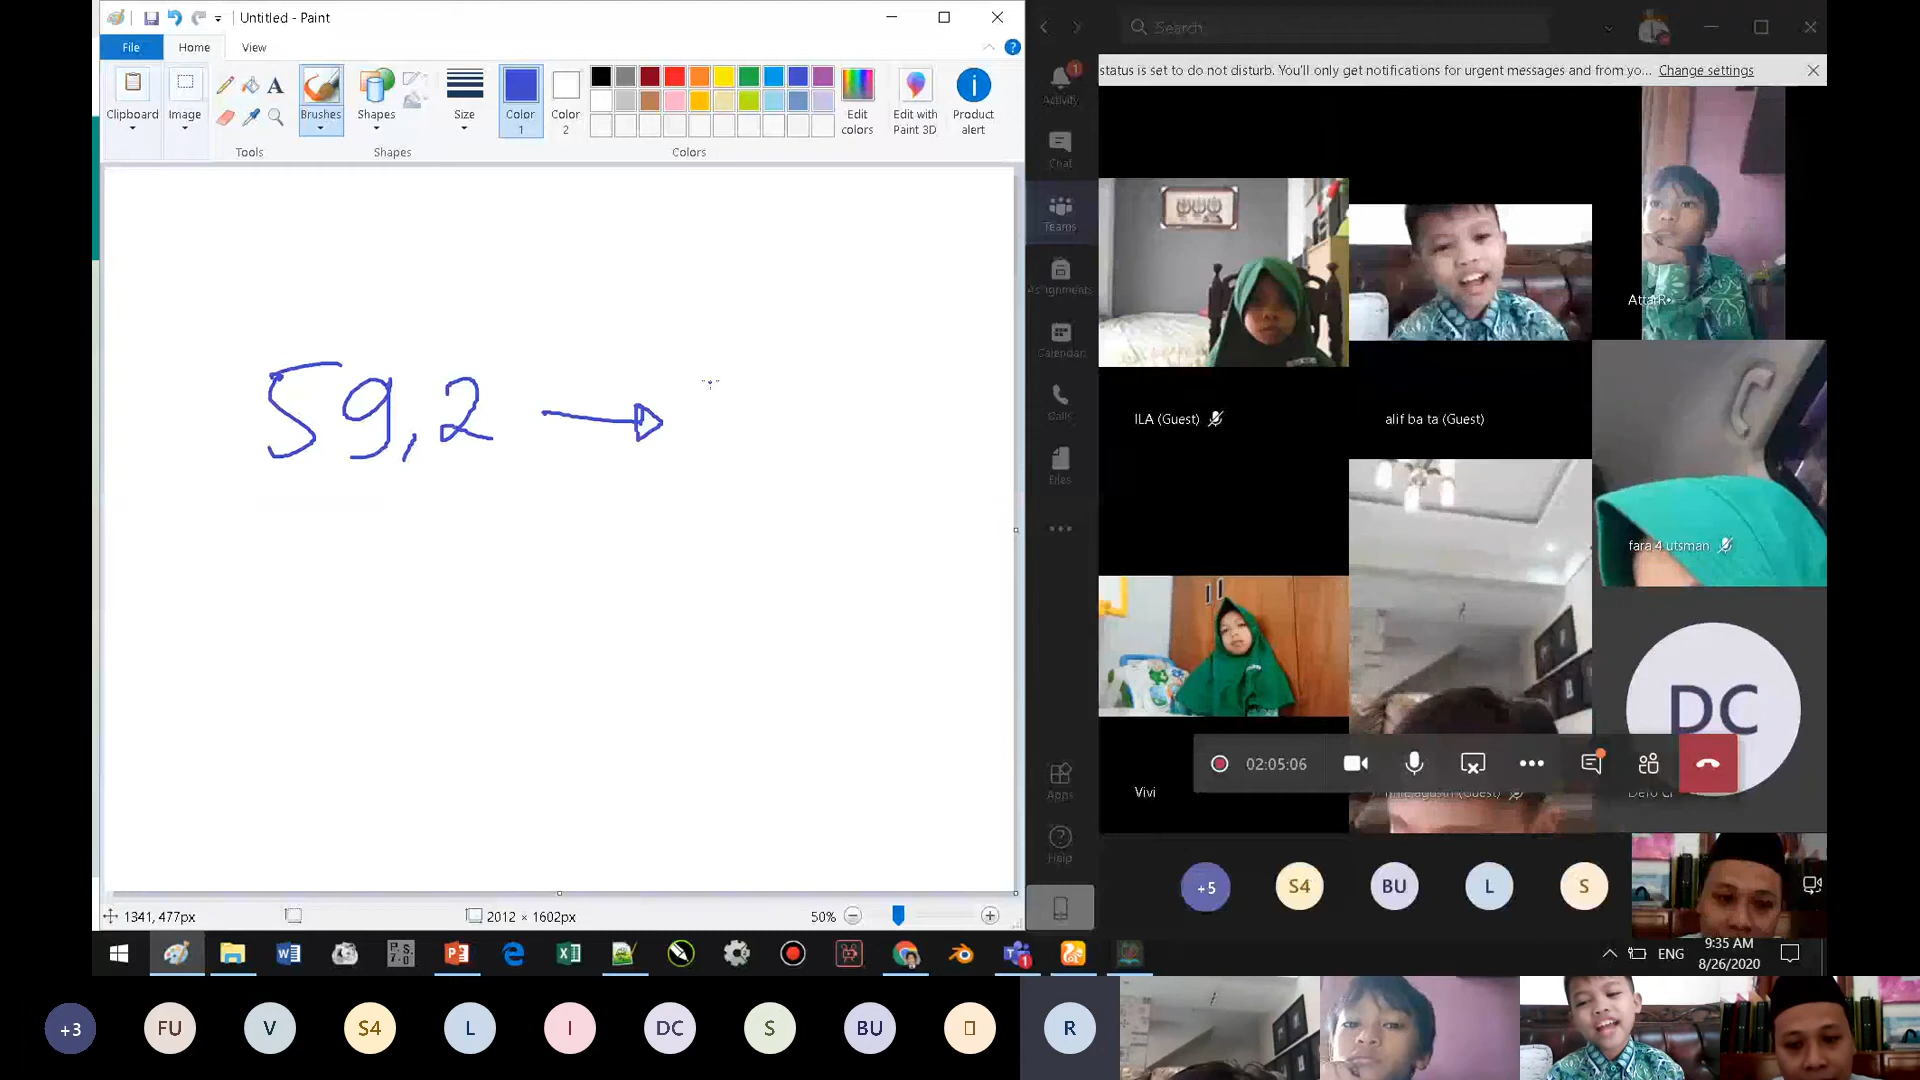 Untitled - Paint
File Home View
Clipboard
Image
Tools
Brushes
Shapes
Shapes
Size
Color 1
Color 2
Colors
Edit colors
Edit with Paint 3D
Product alert
59,2 →
1341, 477px
2012 × 1602px
50%
Search
status is set to do not disturb. You'll only get notifications for urgent messages and from yo... Change settings
Activity
Chat
Teams
Assignments
Calendar
Calls
Files
Apps
Help
AttarR•
ILA (Guest)
alif ba ta (Guest)
fara 4 utsman
DC
02:05:06
Vivi
+5 S4 BU L S
ENG
9:35 AM
8/26/2020
+3 FU V S4 L I DC S BU R